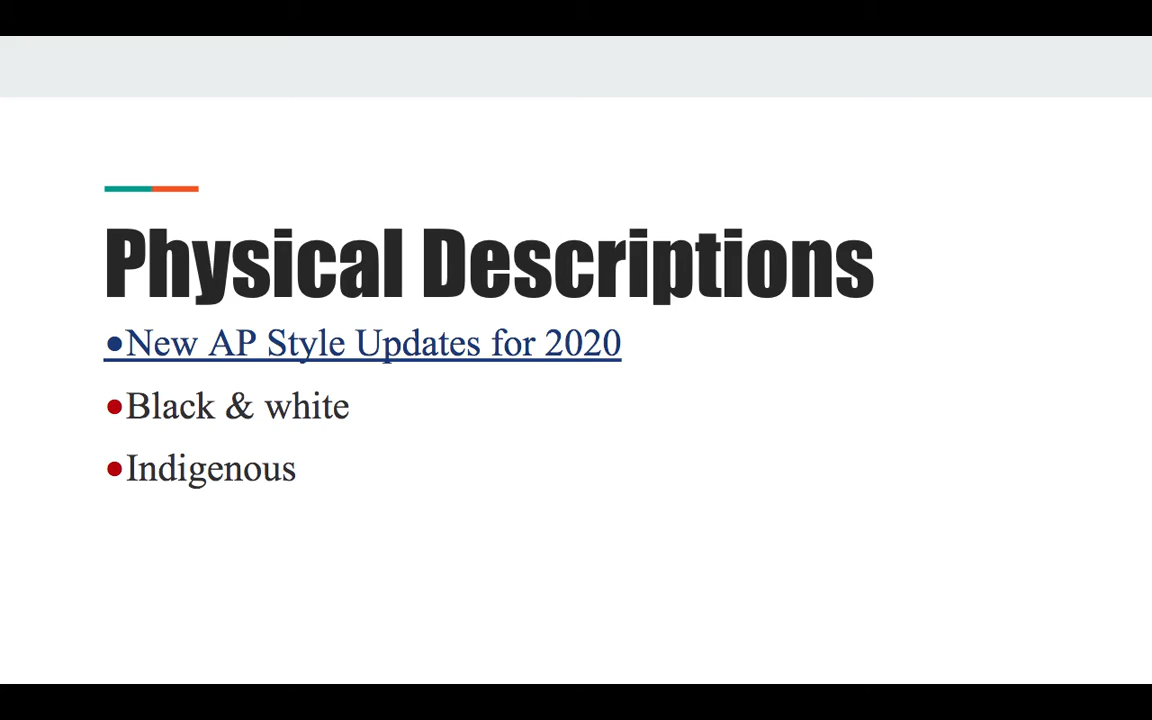 Physical Descriptions
•New AP Style Updates for 2020
•Black & white
•Indigenous